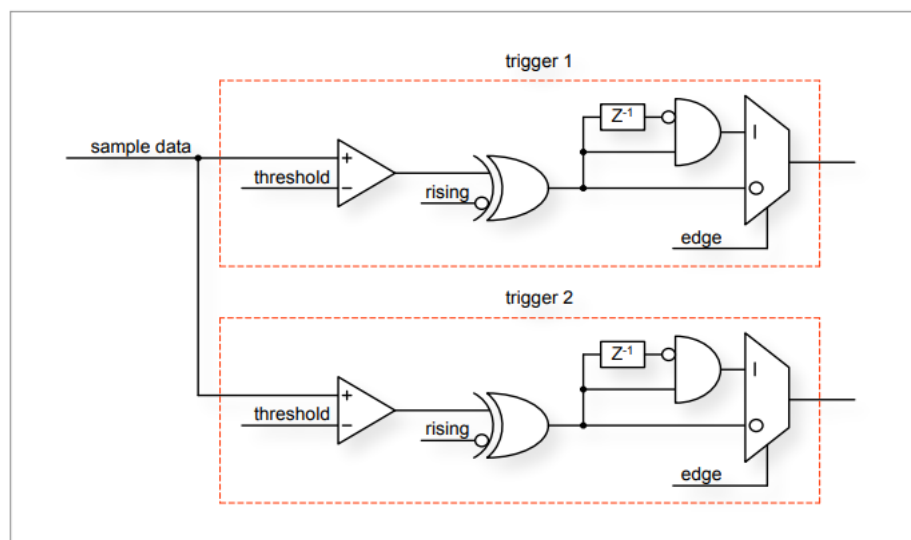 trigger 1
Z-1
sample data
threshold
+
−
rising
I
O
edge
trigger 2
Z-1
threshold
+
−
rising
I
O
edge